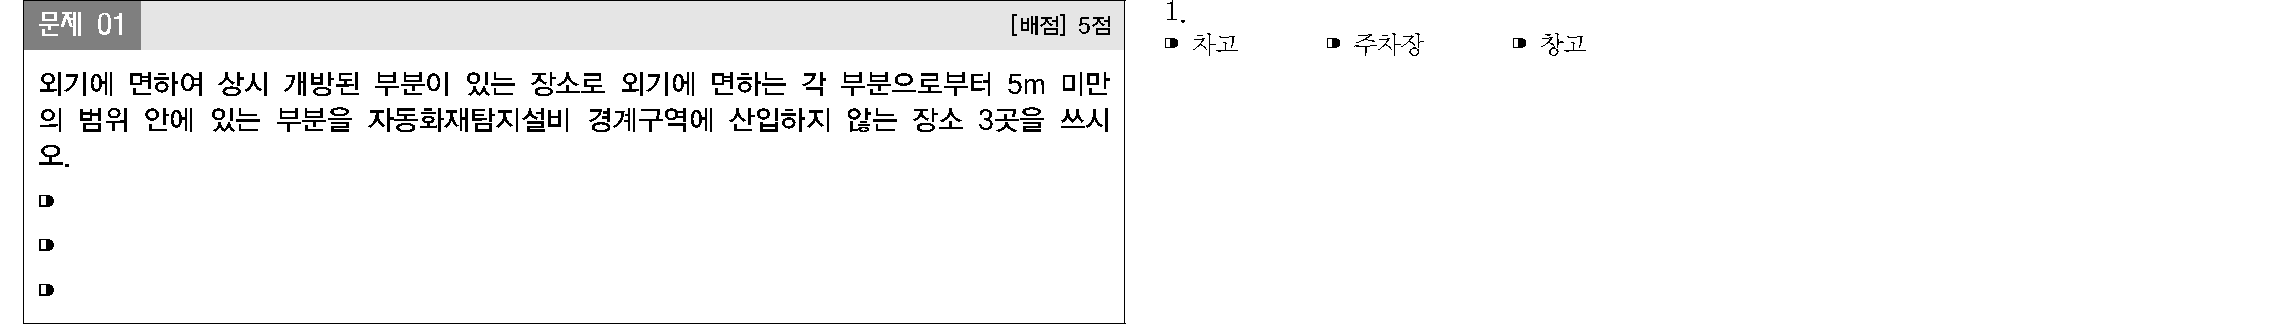 문제 01
[배점] 5점
외기에 면하여 상시 개방된 부분이 있는 장소로 외기에 면하는 각 부분으로부터 5m 미만
의 범위 안에 있는 부분을 자동화재탐지설비 경계구역에 산입하지 않는 장소 3곳을 쓰시
오.
1.
차고 주차장 창고